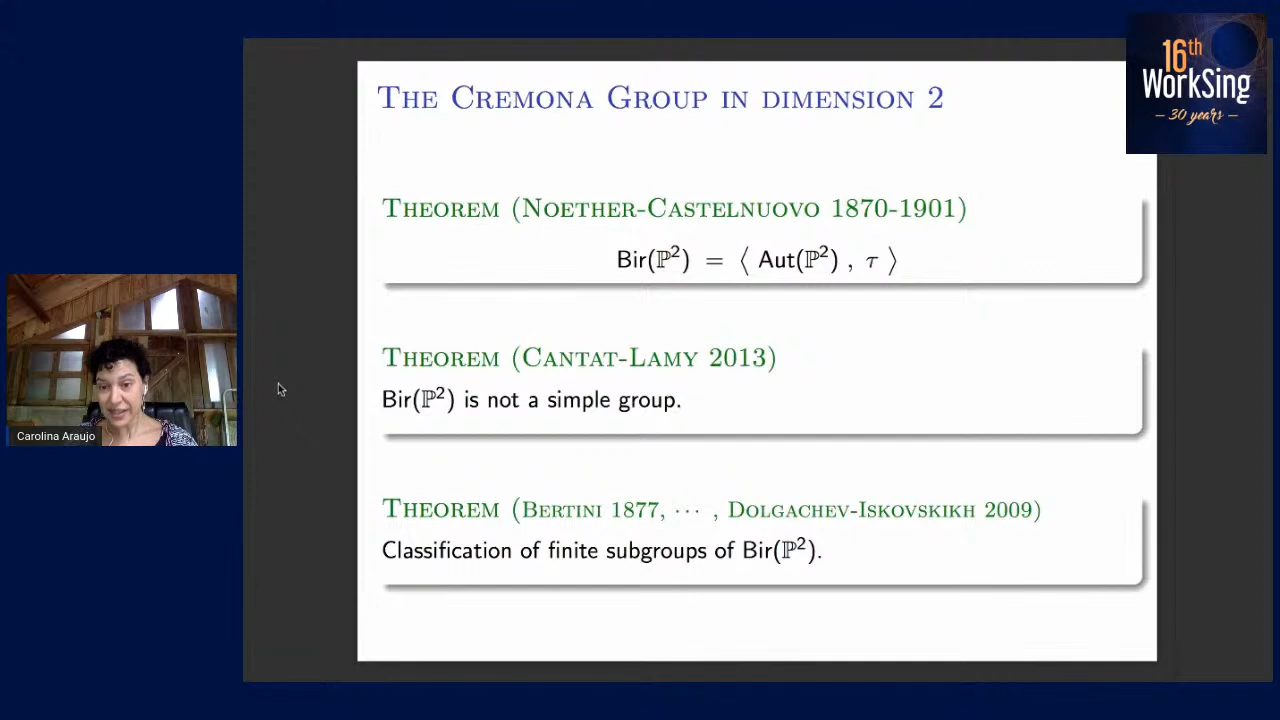 THE CREMONA GROUP IN DIMENSION 2
THEOREM (NOETHER-CASTELNUOVO 1870-1901)
Bir(ℙ²) = ⟨ Aut(ℙ²) , τ ⟩
THEOREM (CANTAT-LAMY 2013)
Bir(ℙ²) is not a simple group.
THEOREM (BERTINI 1877, ··· , DOLGACHEV-ISKOVSKIKH 2009)
Classification of finite subgroups of Bir(ℙ²).
16th
WorkSing
– 30 years –
Carolina Araujo